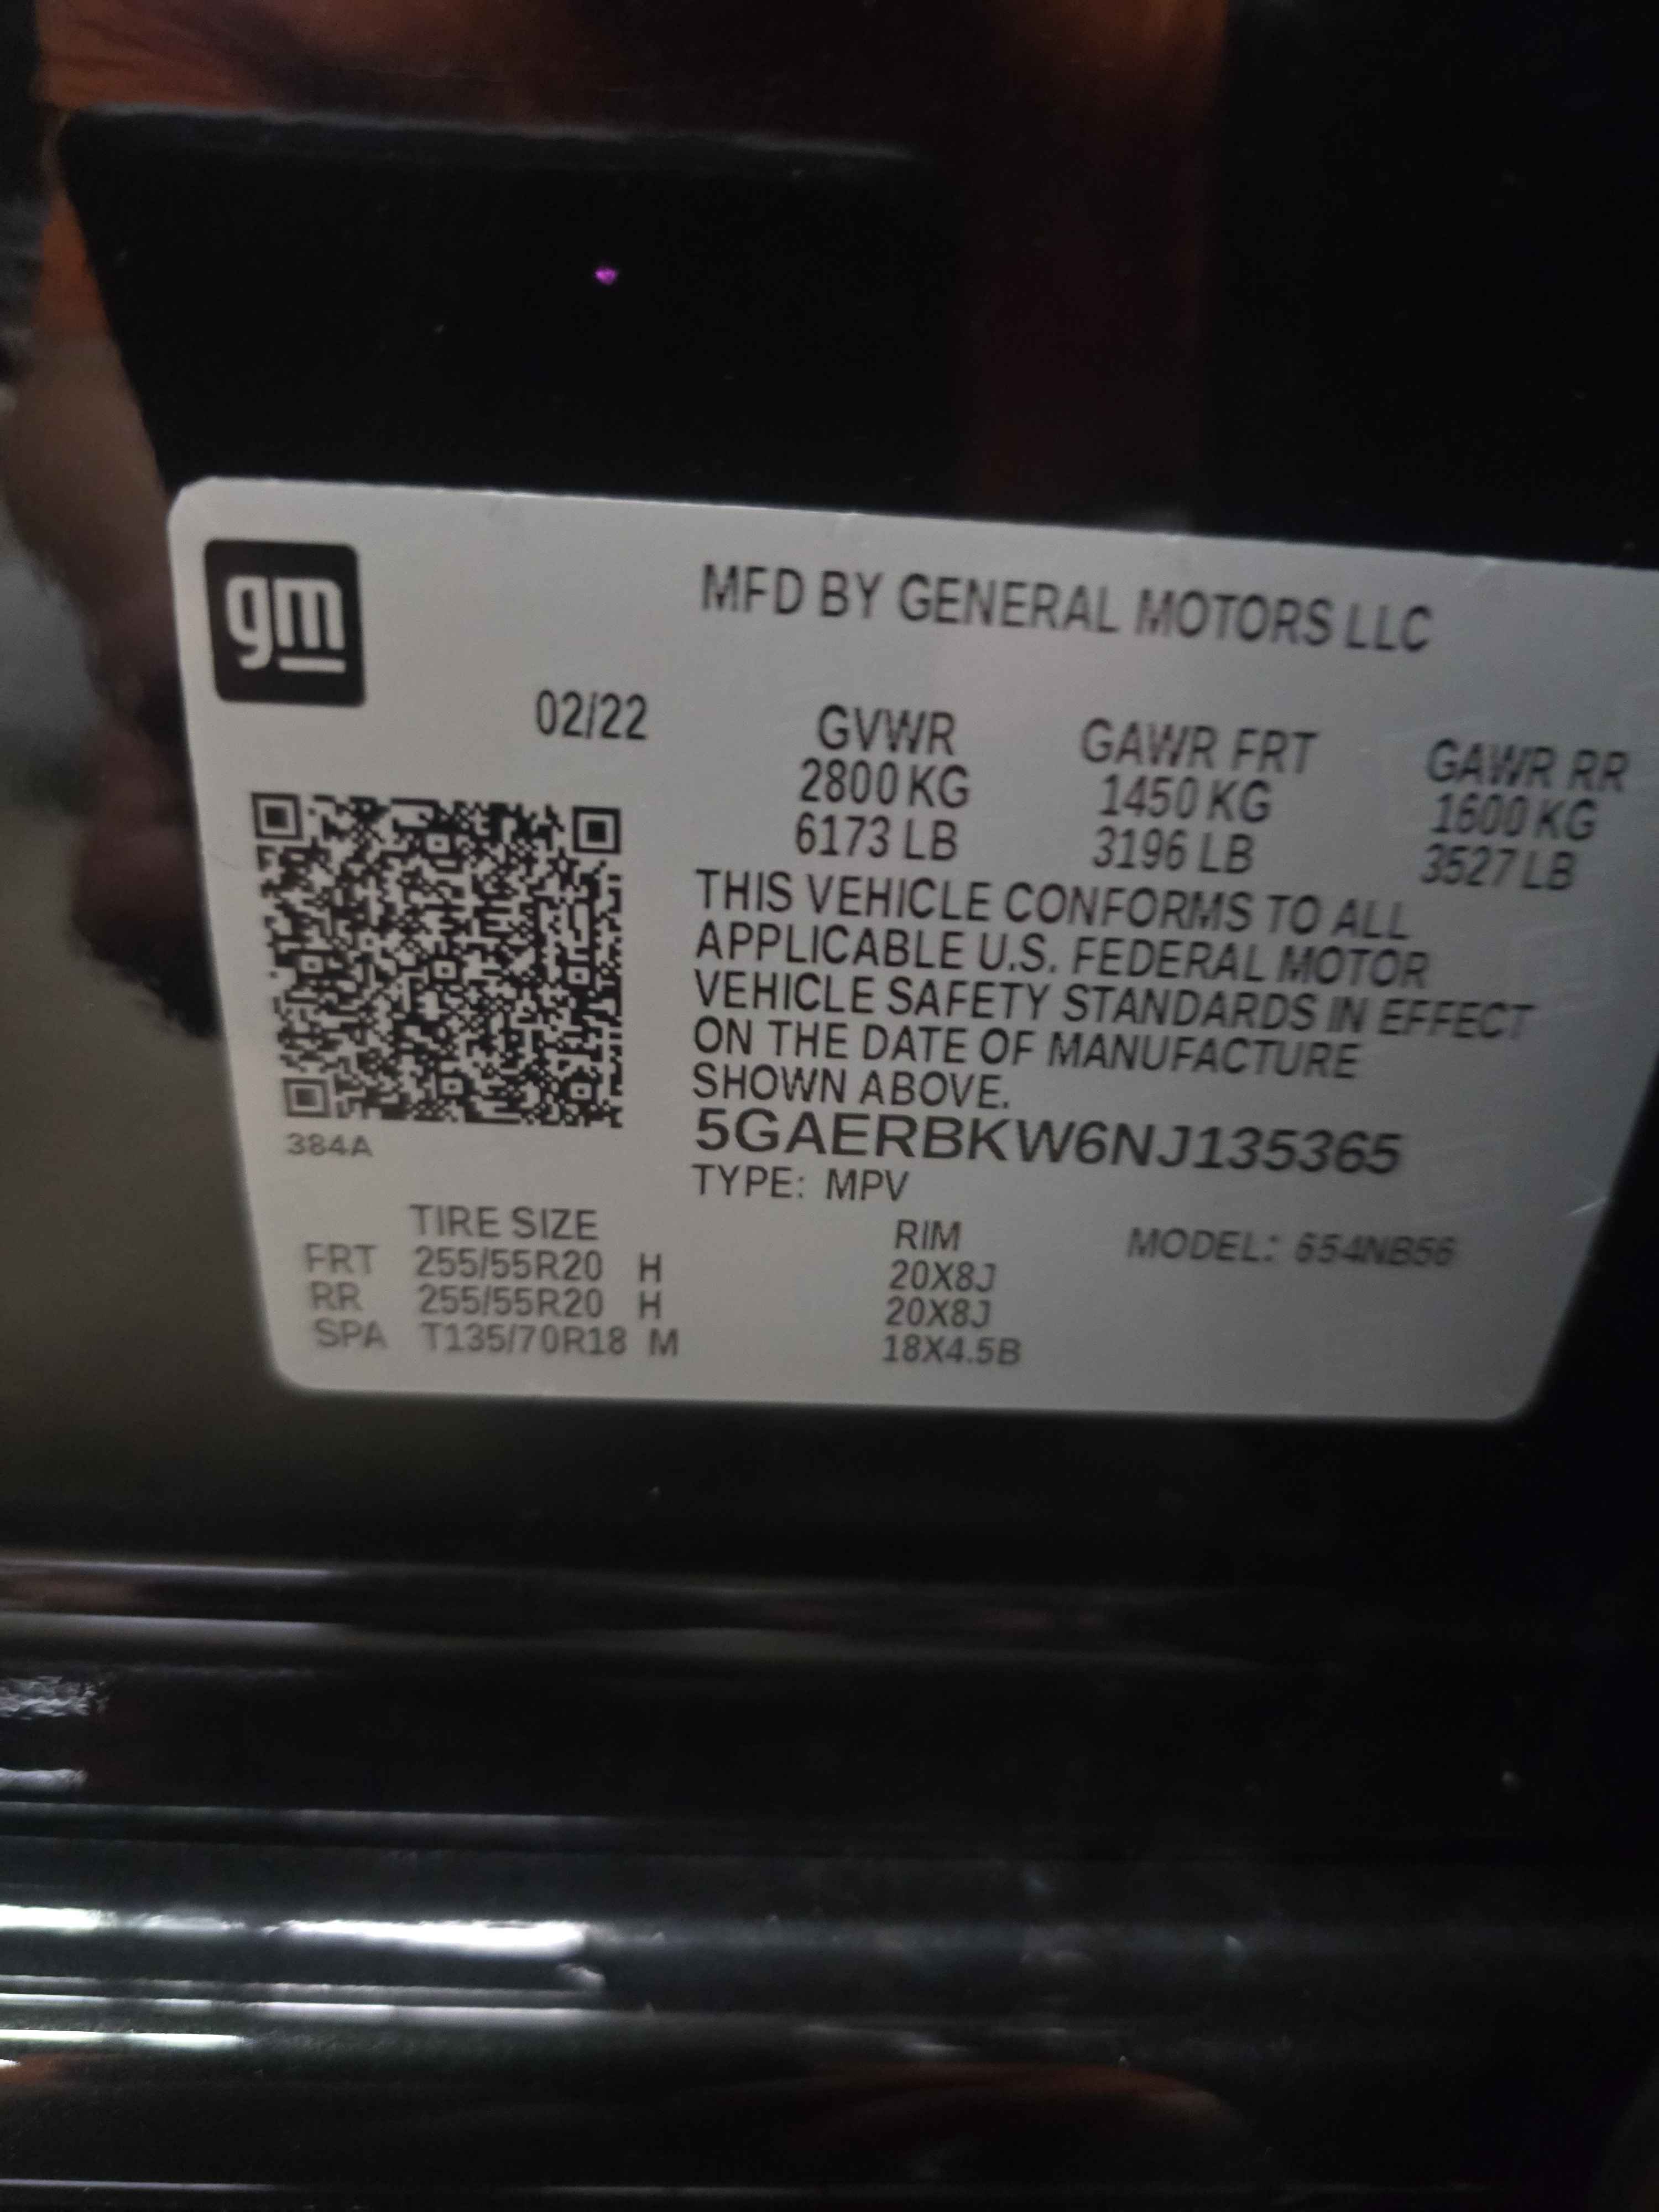 gm
MFD BY GENERAL MOTORS LLC
02/22
GVWR GAWR FRT GAWR RR
2800 KG 1450 KG 1600 KG
6173 LB 3196 LB 3527 LB
THIS VEHICLE CONFORMS TO ALL
APPLICABLE U.S. FEDERAL MOTOR
VEHICLE SAFETY STANDARDS IN EFFECT
ON THE DATE OF MANUFACTURE
SHOWN ABOVE.
5GAERBKW6NJ135365
384A
TYPE: MPV
TIRE SIZE RIM MODEL: 654NB56
FRT 255/55R20 H 20X8J
RR 255/55R20 H 20X8J
SPA T135/70R18 M 18X4.5B